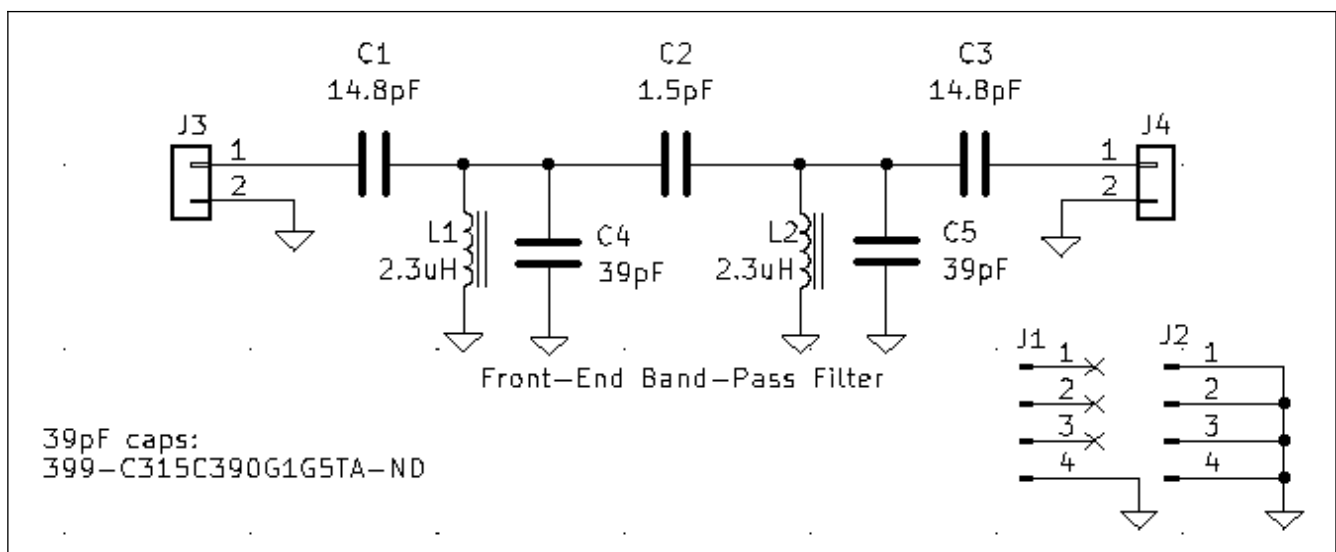 C1
14.8pF
C2
1.5pF
C3
14.8pF
J3
1
2
J4
1
2
L1
2.3uH
C4
39pF
L2
2.3uH
C5
39pF
Front-End Band-Pass Filter
J1
1
2
3
4
J2
1
2
3
4
39pF caps:
399-C315C390G1G5TA-ND